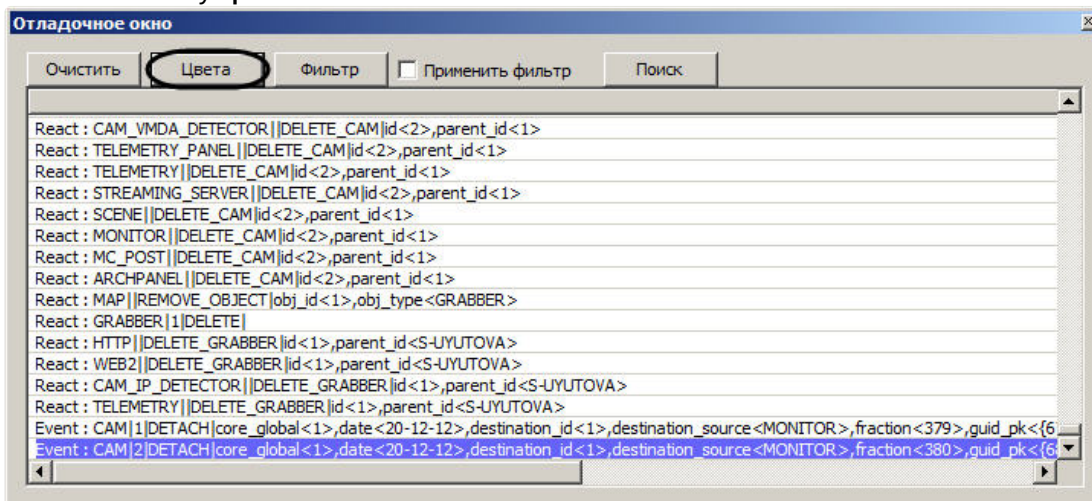 Отладочное окно
Очистить Цвета Фильтр Применить фильтр Поиск
React : CAM_VMDA_DETECTOR||DELETE_CAM|id<2>,parent_id<1>
React : TELEMETRY_PANEL||DELETE_CAM|id<2>,parent_id<1>
React : TELEMETRY||DELETE_CAM|id<2>,parent_id<1>
React : STREAMING_SERVER||DELETE_CAM|id<2>,parent_id<1>
React : SCENE||DELETE_CAM|id<2>,parent_id<1>
React : MONITOR||DELETE_CAM|id<2>,parent_id<1>
React : MC_POST||DELETE_CAM|id<2>,parent_id<1>
React : ARCHPANEL||DELETE_CAM|id<2>,parent_id<1>
React : MAP||REMOVE_OBJECT|obj_id<1>,obj_type<GRABBER>
React : GRABBER|1|DELETE|
React : HTTP||DELETE_GRABBER|id<1>,parent_id<S-UYUTOVA>
React : WEB2||DELETE_GRABBER|id<1>,parent_id<S-UYUTOVA>
React : CAM_IP_DETECTOR||DELETE_GRABBER|id<1>,parent_id<S-UYUTOVA>
React : TELEMETRY||DELETE_GRABBER|id<1>,parent_id<S-UYUTOVA>
Event : CAM|1|DETACH|core_global<1>,date<20-12-12>,destination_id<1>,destination_source<MONITOR>,fraction<379>,guid_pk<{6
Event : CAM|2|DETACH|core_global<1>,date<20-12-12>,destination_id<1>,destination_source<MONITOR>,fraction<380>,guid_pk<{6